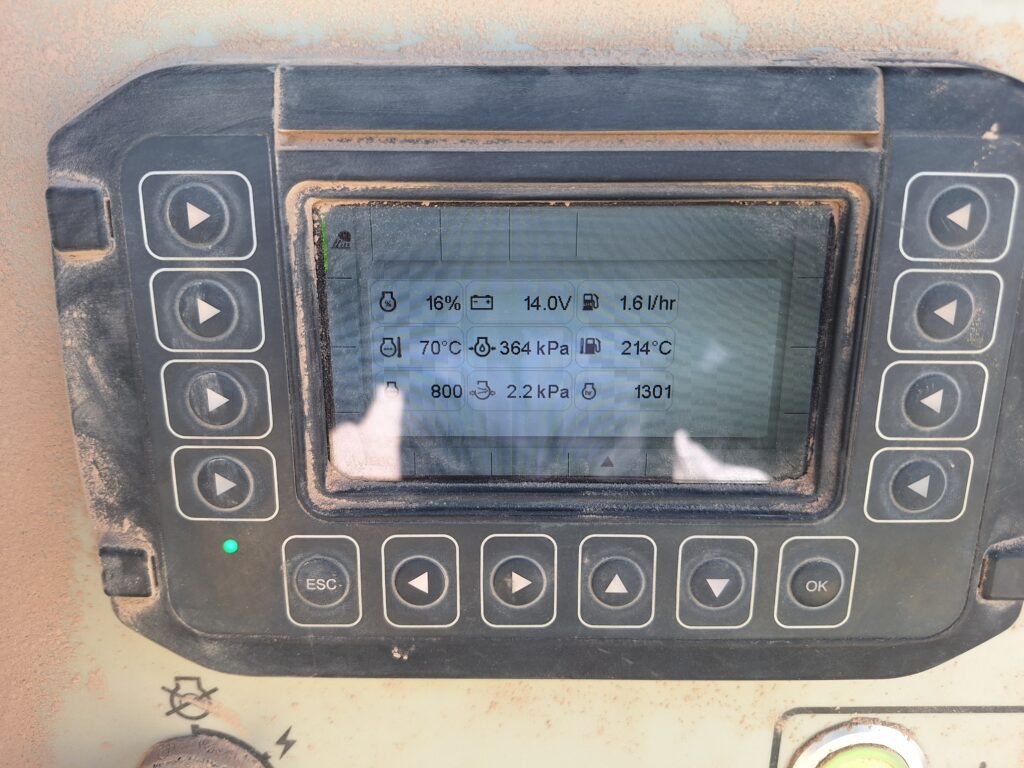 16% 14.0V 1.6 l/hr
70°C 364 kPa 214°C
800 2.2 kPa 1301
ESC OK